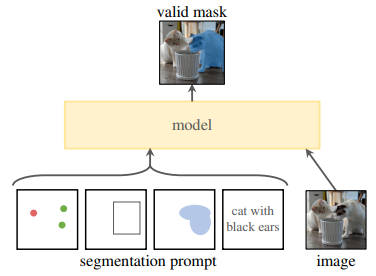 valid mask
model
cat with
black ears
segmentation prompt
image